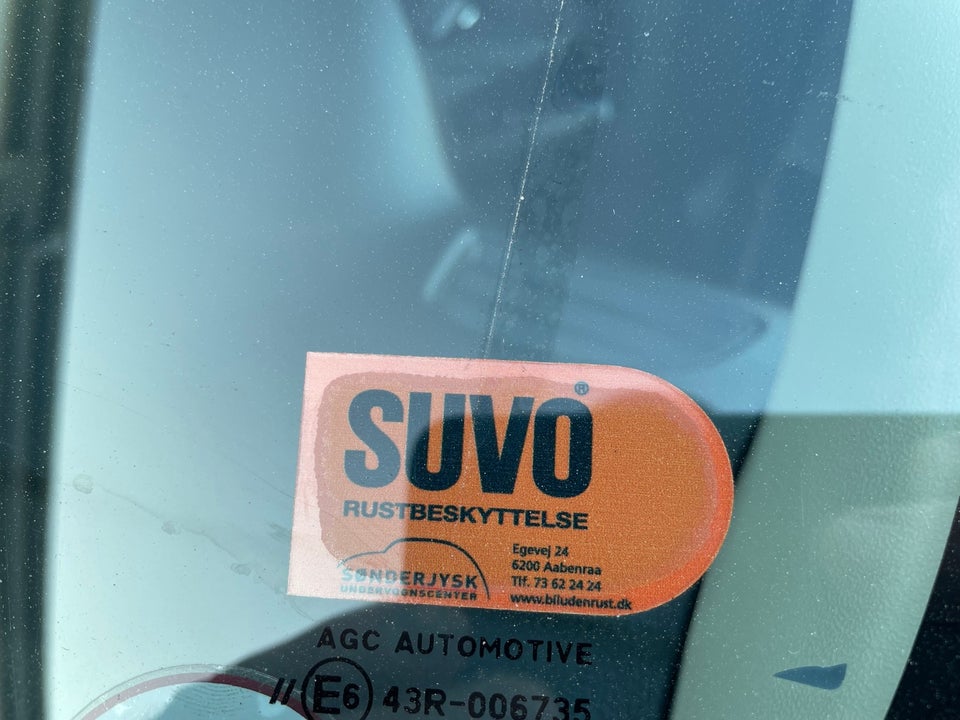 SUVO®
RUSTBESKYTTELSE
SØNDERJYSK
UNDERVOGNSCENTER
Egevej 24
6200 Aabenraa
Tlf. 73 62 24 24
www.biludenrust.dk
AGC AUTOMOTIVE
// E6 43R-006735